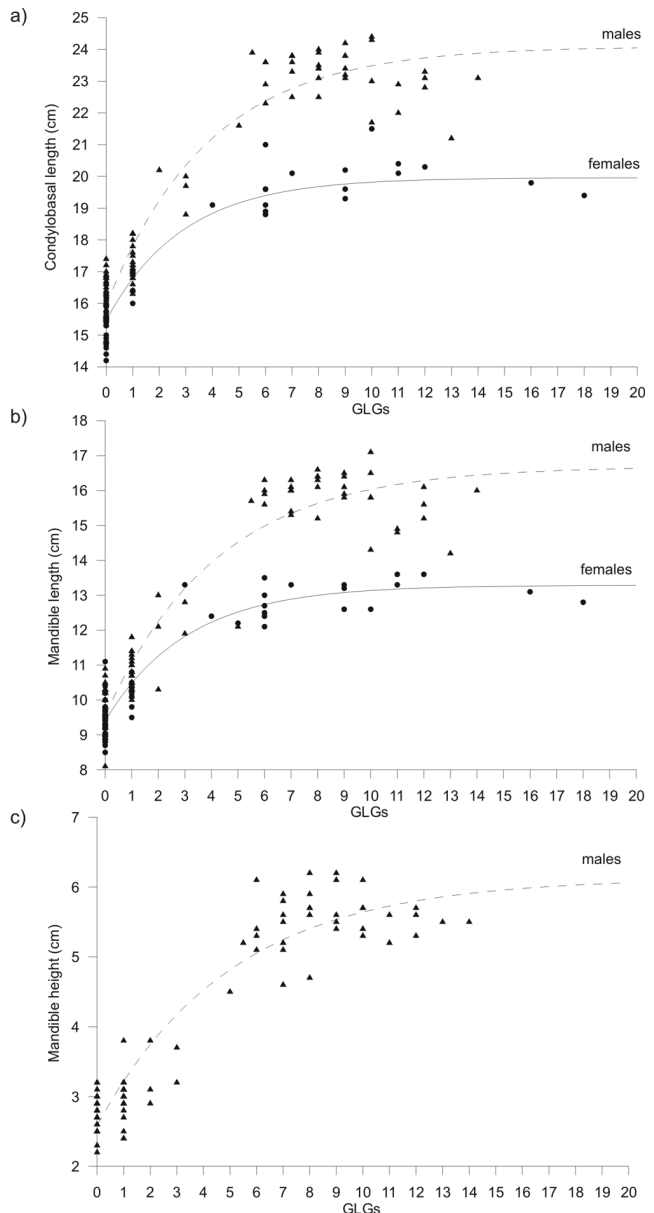 a)
25
24
23
22
21
20
19
18
17
16
15
14
Condylobasal length (cm)
males
females
0 1 2 3 4 5 6 7 8 9 10 11 12 13 14 15 16 17 18 19 20
GLGs
b)
18
17
16
15
14
13
12
11
10
9
8
Mandible length (cm)
males
females
0 1 2 3 4 5 6 7 8 9 10 11 12 13 14 15 16 17 18 19 20
GLGs
c)
7
6
5
4
3
2
Mandible height (cm)
males
0 1 2 3 4 5 6 7 8 9 10 11 12 13 14 15 16 17 18 19 20
GLGs